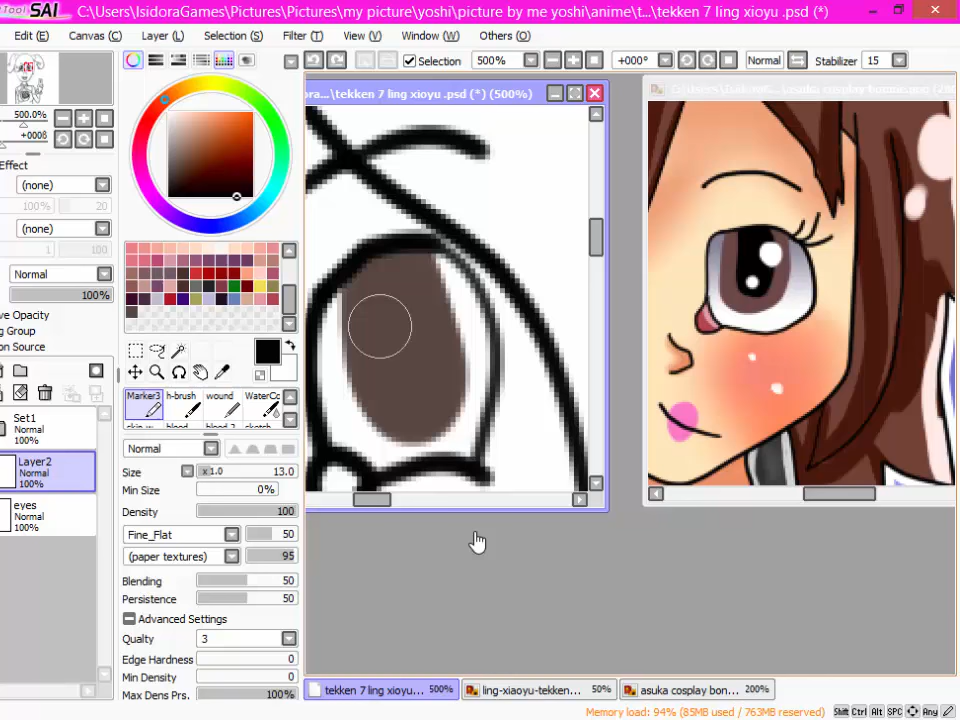 Tool SAI C:\Users\IsidoraGames\Pictures\Pictures\my picture\yoshi\picture by me yoshi\anime\t...\tekken 7 ling xioyu .psd (*)
Edit (E) Canvas (C) Layer (L) Selection (S) Filter (T) View (V) Window (W) Others (O)
Selection 500% +000° Normal Stabilizer 15
500.0%
+000ß
Effect
(none)
100% 20
(none)
1 100
Normal
100%
ve Opacity
ng Group
on Source
Set1
Normal
100%
Layer2
Normal
100%
eyes
Normal
100%
Marker3 h-brush wound WaterCo
Normal
Size x1.0 13.0
Min Size 0%
Density 100
Fine_Flat 50
(paper textures) 95
Blending 50
Persistence 50
Advanced Settings
Qualty 3
Edge Hardness 0
Min Density 0
Max Dens Prs. 100%
ora...\tekken 7 ling xioyu .psd (*) (500%)
tekken 7 ling xioyu... 500% ling-xiaoyu-tekken... 50% asuka cosplay bon... 200%
Memory load: 94% (85MB used / 763MB reserved) Shift Ctrl Alt SPC Any